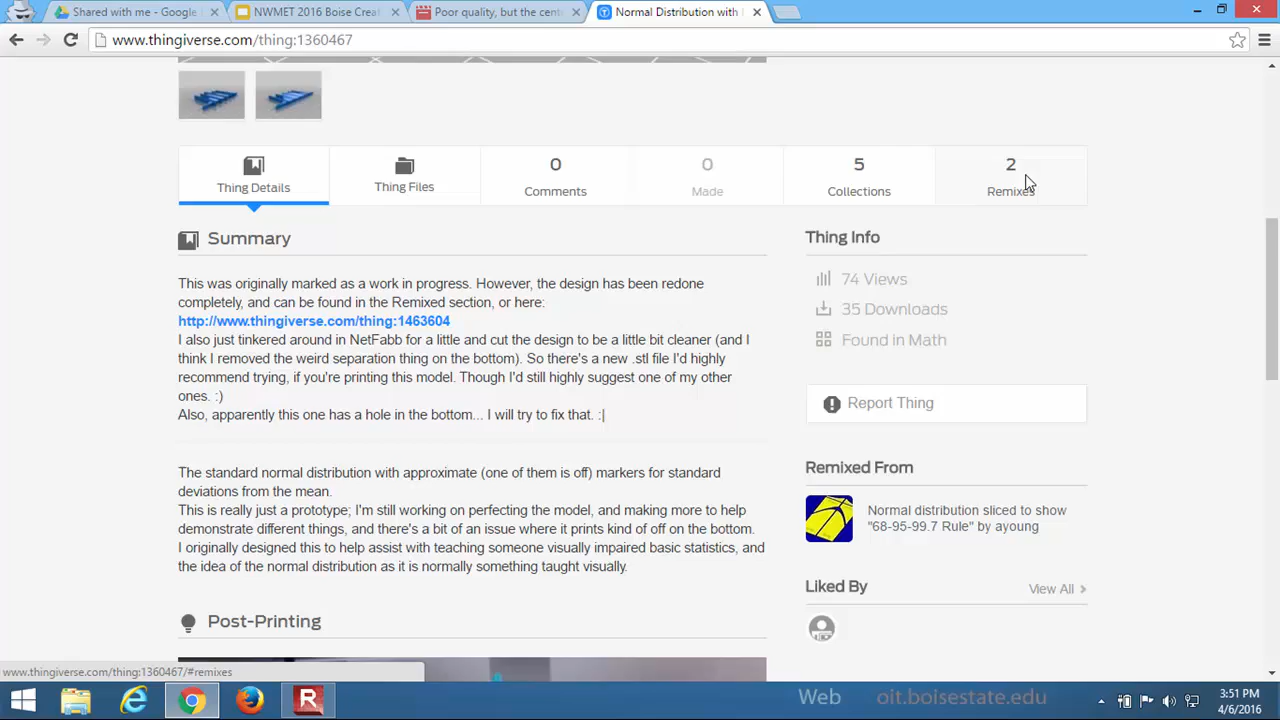 Shared with me - Google
NWMET 2016 Boise Crea
Poor quality, but the cent
Normal Distribution with
www.thingiverse.com/thing:1360467
Thing Details
Thing Files
0
Comments
0
Made
5
Collections
2
Remixes
Summary
This was originally marked as a work in progress. However, the design has been redone
completely, and can be found in the Remixed section, or here:
http://www.thingiverse.com/thing:1463604
I also just tinkered around in NetFabb for a little and cut the design to be a little bit cleaner (and I
think I removed the weird separation thing on the bottom). So there's a new .stl file I'd highly
recommend trying, if you're printing this model. Though I'd still highly suggest one of my other
ones. :)
Also, apparently this one has a hole in the bottom... I will try to fix that. :|
The standard normal distribution with approximate (one of them is off) markers for standard
deviations from the mean.
This is really just a prototype; I'm still working on perfecting the model, and making more to help
demonstrate different things, and there's a bit of an issue where it prints kind of off on the bottom.
I originally designed this to help assist with teaching someone visually impaired basic statistics, and
the idea of the normal distribution as it is normally something taught visually.
Post-Printing
Thing Info
74 Views
35 Downloads
Found in Math
Report Thing
Remixed From
Normal distribution sliced to show
"68-95-99.7 Rule" by ayoung
Liked By
View All
www.thingiverse.com/thing:1360467/#remixes
Web oit.boisestate.edu
3:51 PM
4/6/2016